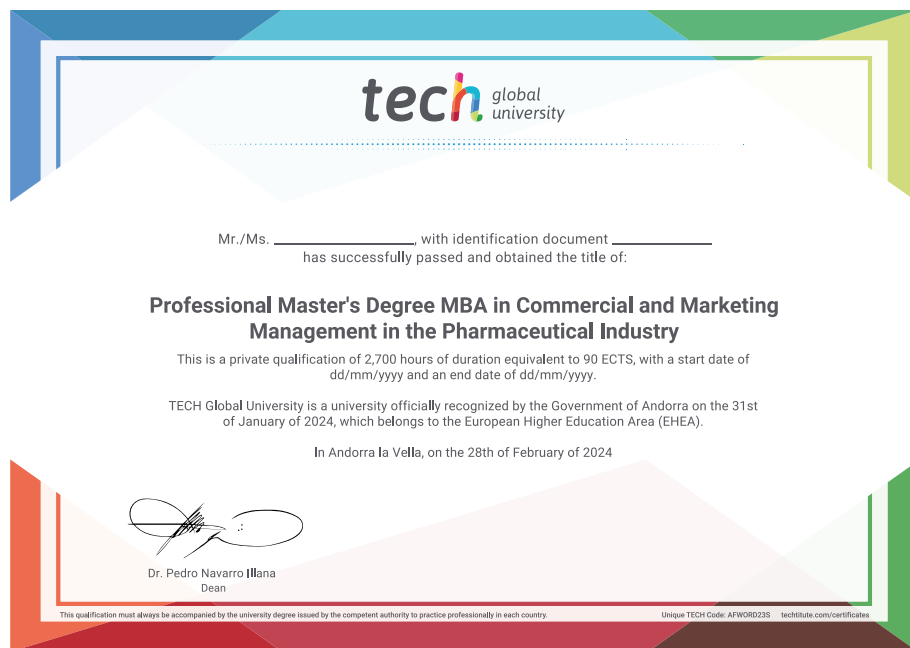 tech global university
Mr./Ms. ______________, with identification document __________
has successfully passed and obtained the title of:
Professional Master's Degree MBA in Commercial and Marketing
Management in the Pharmaceutical Industry
This is a private qualification of 2,700 hours of duration equivalent to 90 ECTS, with a start date of
dd/mm/yyyy and an end date of dd/mm/yyyy.
TECH Global University is a university officially recognized by the Government of Andorra on the 31st
of January of 2024, which belongs to the European Higher Education Area (EHEA).
In Andorra la Vella, on the 28th of February of 2024
Dr. Pedro Navarro Illana
Dean
This qualification must always be accompanied by the university degree issued by the competent authority to practice professionally in each country.
Unique TECH Code: AFWORD23S techtitute.com/certificates